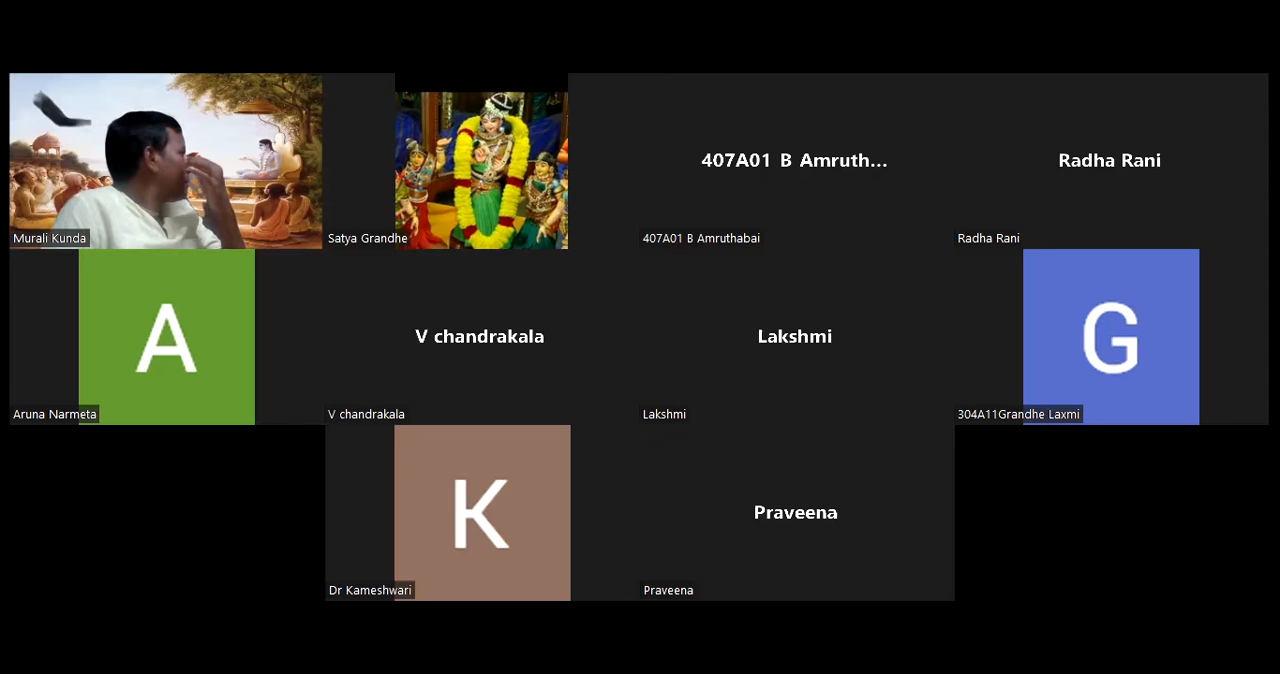 Murali Kunda
Satya Grandhe
407A01 B Amruth...
407A01 B Amruthabai
Radha Rani
Radha Rani
A
Aruna Narmeta
V chandrakala
V chandrakala
Lakshmi
Lakshmi
G
304A11Grandhe Laxmi
K
Dr Kameshwari
Praveena
Praveena